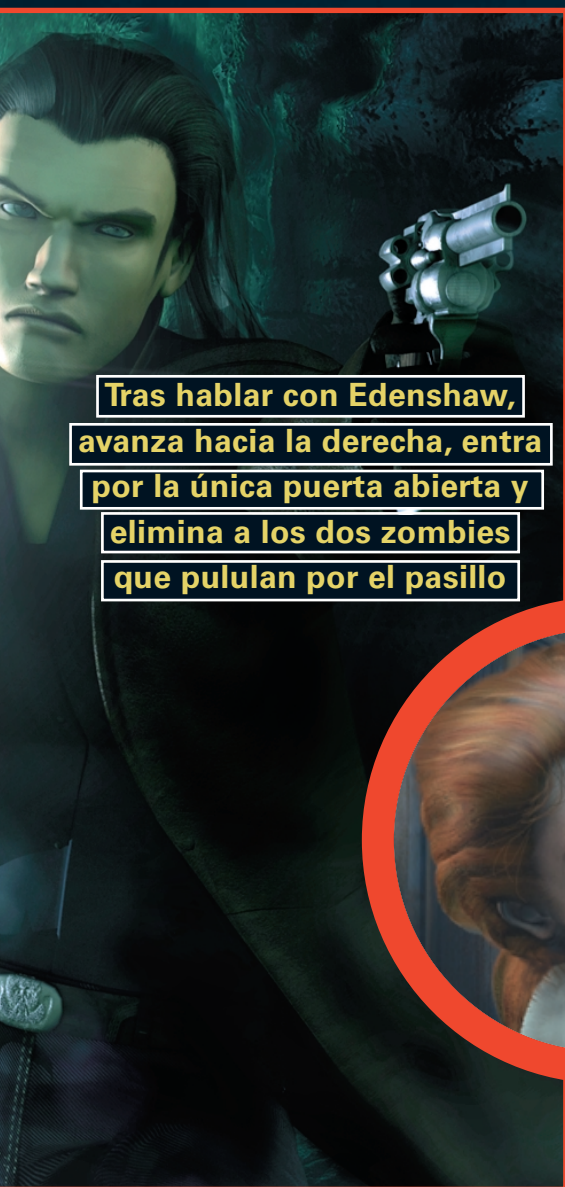 Tras hablar con Edenshaw,
avanza hacia la derecha, entra
por la única puerta abierta y
elimina a los dos zombies
que pululan por el pasillo